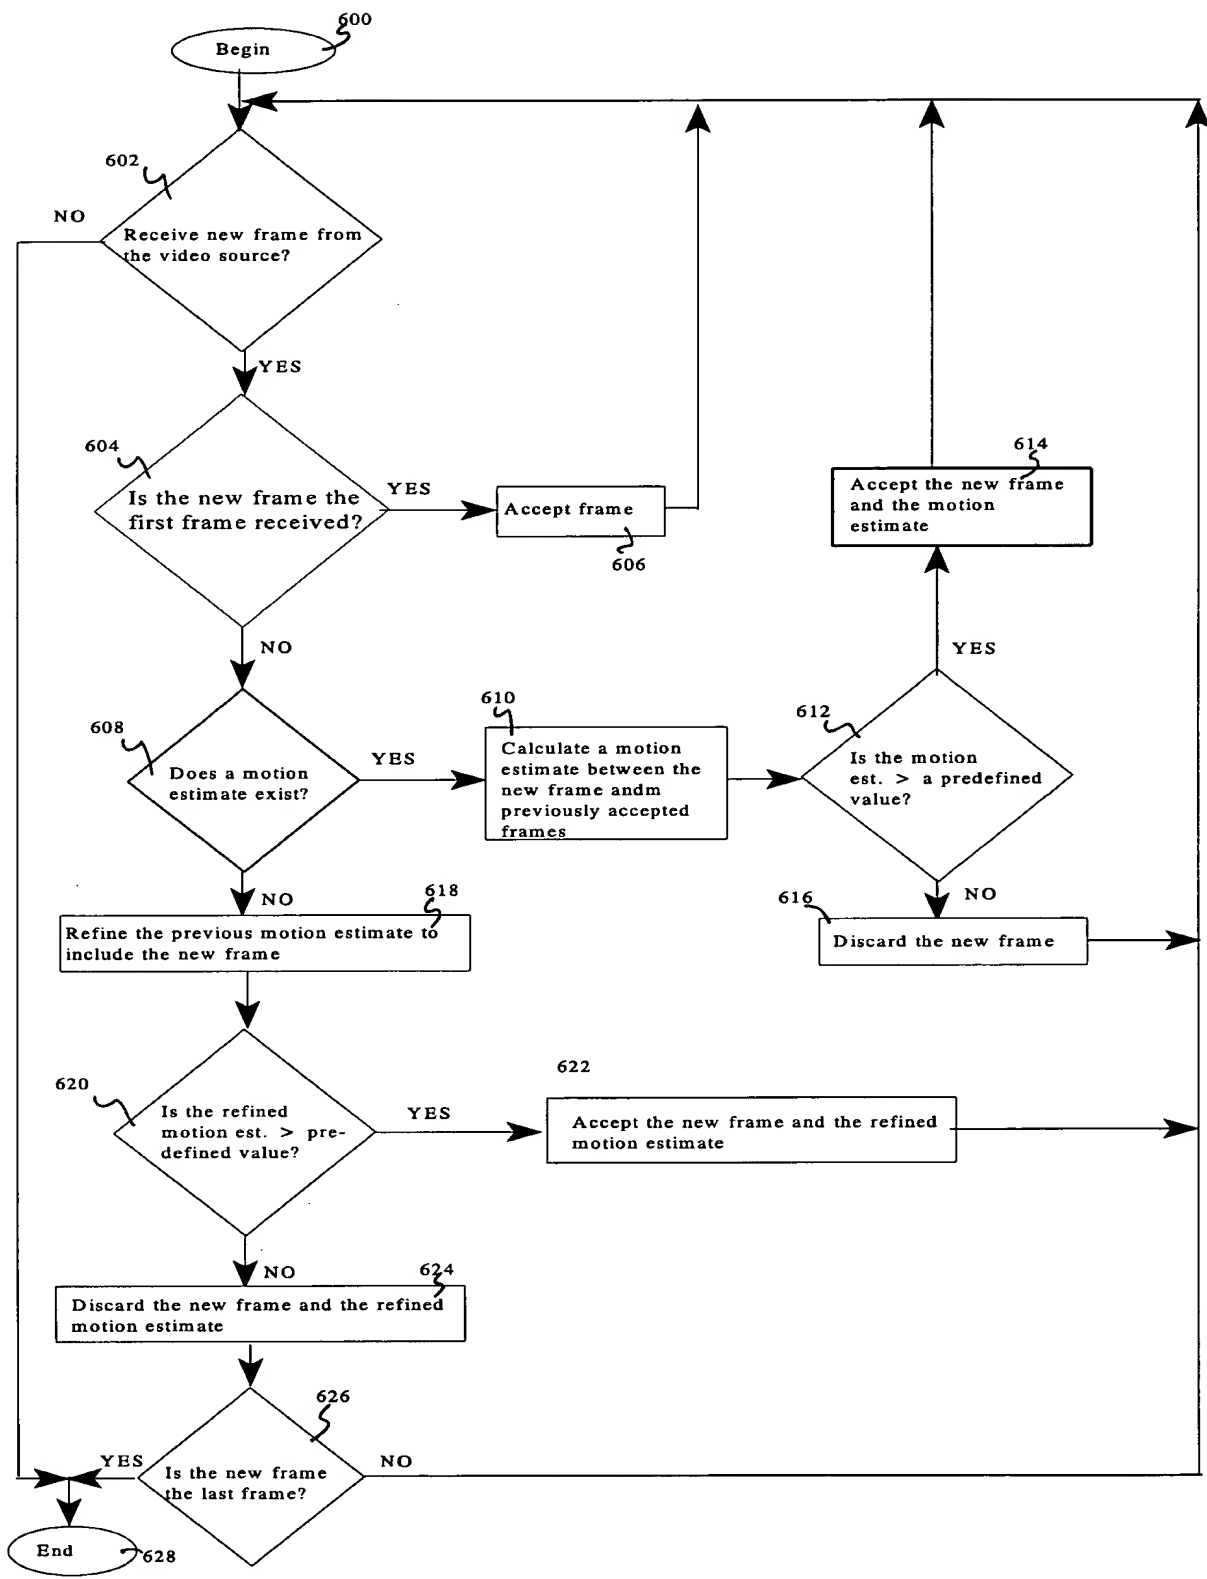 600
Begin
602
NO
Receive new frame from
the video source?
YES
604
Is the new frame the
first frame received?
YES
Accept frame
606
614
Accept the new frame
and the motion
estimate
NO
YES
608
Does a motion
estimate exist?
YES
610
Calculate a motion
estimate between the
new frame andm
previously accepted
frames
612
Is the motion
est. > a predefined
value?
NO
618
Refine the previous motion estimate to
include the new frame
NO
616
Discard the new frame
620
Is the refined
motion est. > pre-
defined value?
YES
622
Accept the new frame and the refined
motion estimate
NO
624
Discard the new frame and the refined
motion estimate
626
YES
Is the new frame
the last frame?
NO
End
628